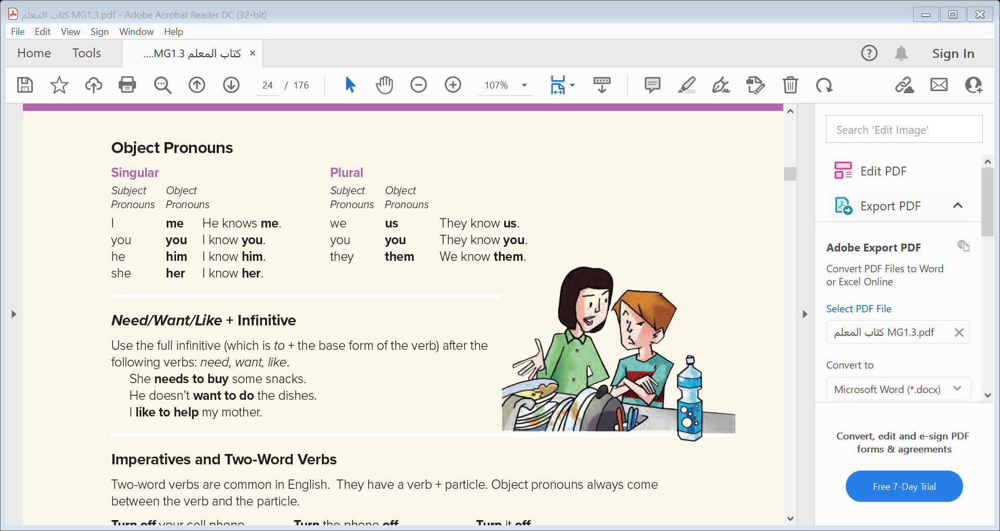 كتاب المعلم MG1.3.pdf - Adobe Acrobat Reader DC (32-bit)
File Edit View Sign Window Help
Home Tools كتاب المعلم MG1.3.... × Sign In
24 / 176 107%
Object Pronouns
Singular Plural
Subject Object Subject Object
Pronouns Pronouns Pronouns Pronouns
I me He knows me. we us They know us.
you you I know you. you you They know you.
he him I know him. they them We know them.
she her I know her.
Need/Want/Like + Infinitive
Use the full infinitive (which is to + the base form of the verb) after the
following verbs: need, want, like.
She needs to buy some snacks.
He doesn't want to do the dishes.
I like to help my mother.
Imperatives and Two-Word Verbs
Two-word verbs are common in English. They have a verb + particle. Object pronouns always come
between the verb and the particle.
Turn off your cell phone Turn the phone off Turn it off
Search 'Edit Image'
Edit PDF
Export PDF
Adobe Export PDF
Convert PDF Files to Word
or Excel Online
Select PDF File
كتاب المعلم MG1.3.pdf
Convert to
Microsoft Word (*.docx)
Convert, edit and e-sign PDF
forms & agreements
Free 7-Day Trial